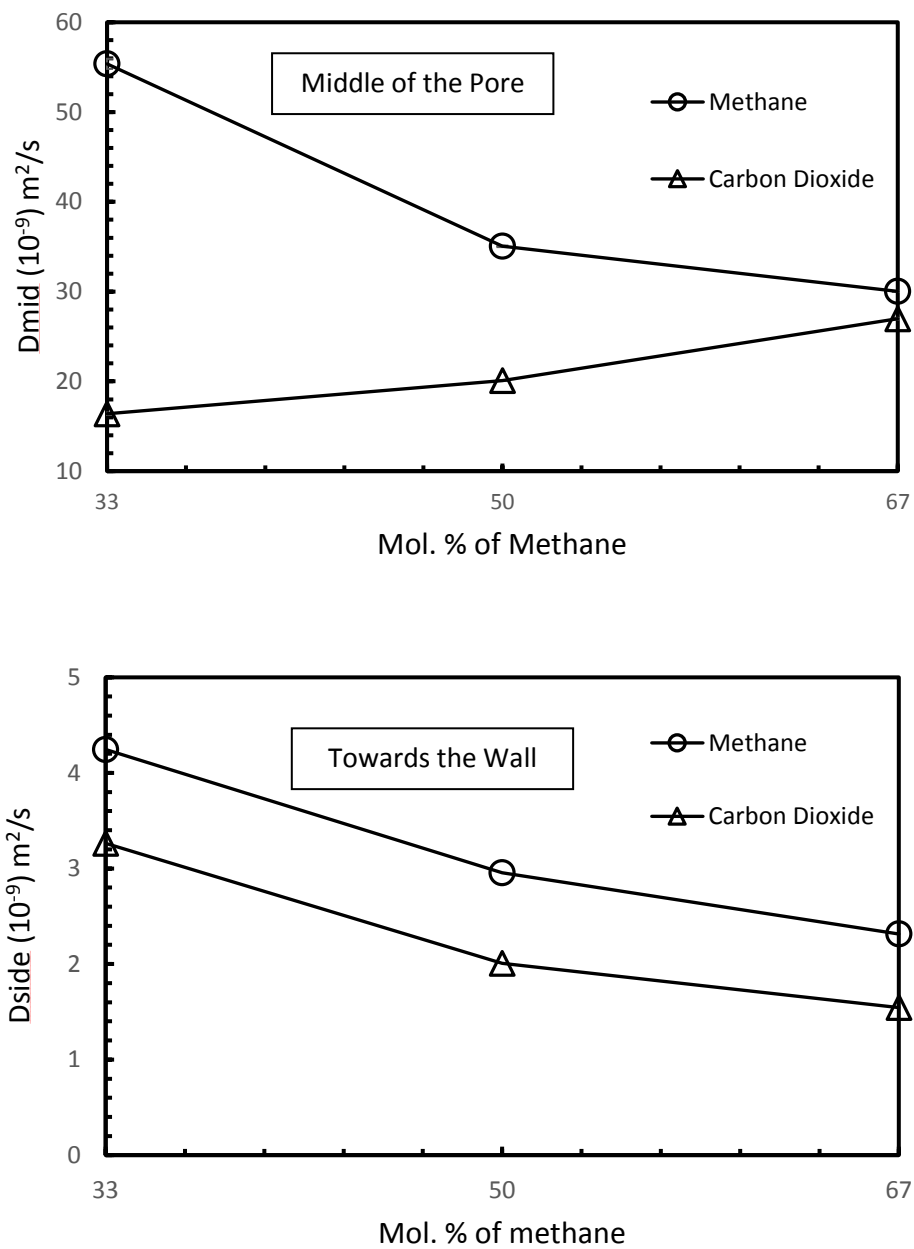 60
50
40
30
20
10
Dmid (10⁻⁹) m²/s
Middle of the Pore
Methane
Carbon Dioxide
33
50
67
Mol. % of Methane
5
4
3
2
1
0
Dside (10⁻⁹) m²/s
Towards the Wall
Methane
Carbon Dioxide
33
50
67
Mol. % of methane